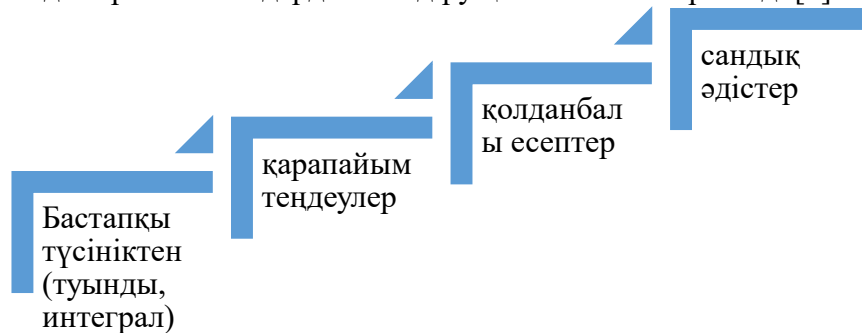 Бастапқы
түсініктен
(туынды,
интеграл)
қарапайым
теңдеулер
қолданбал
ы есептер
сандық
әдістер